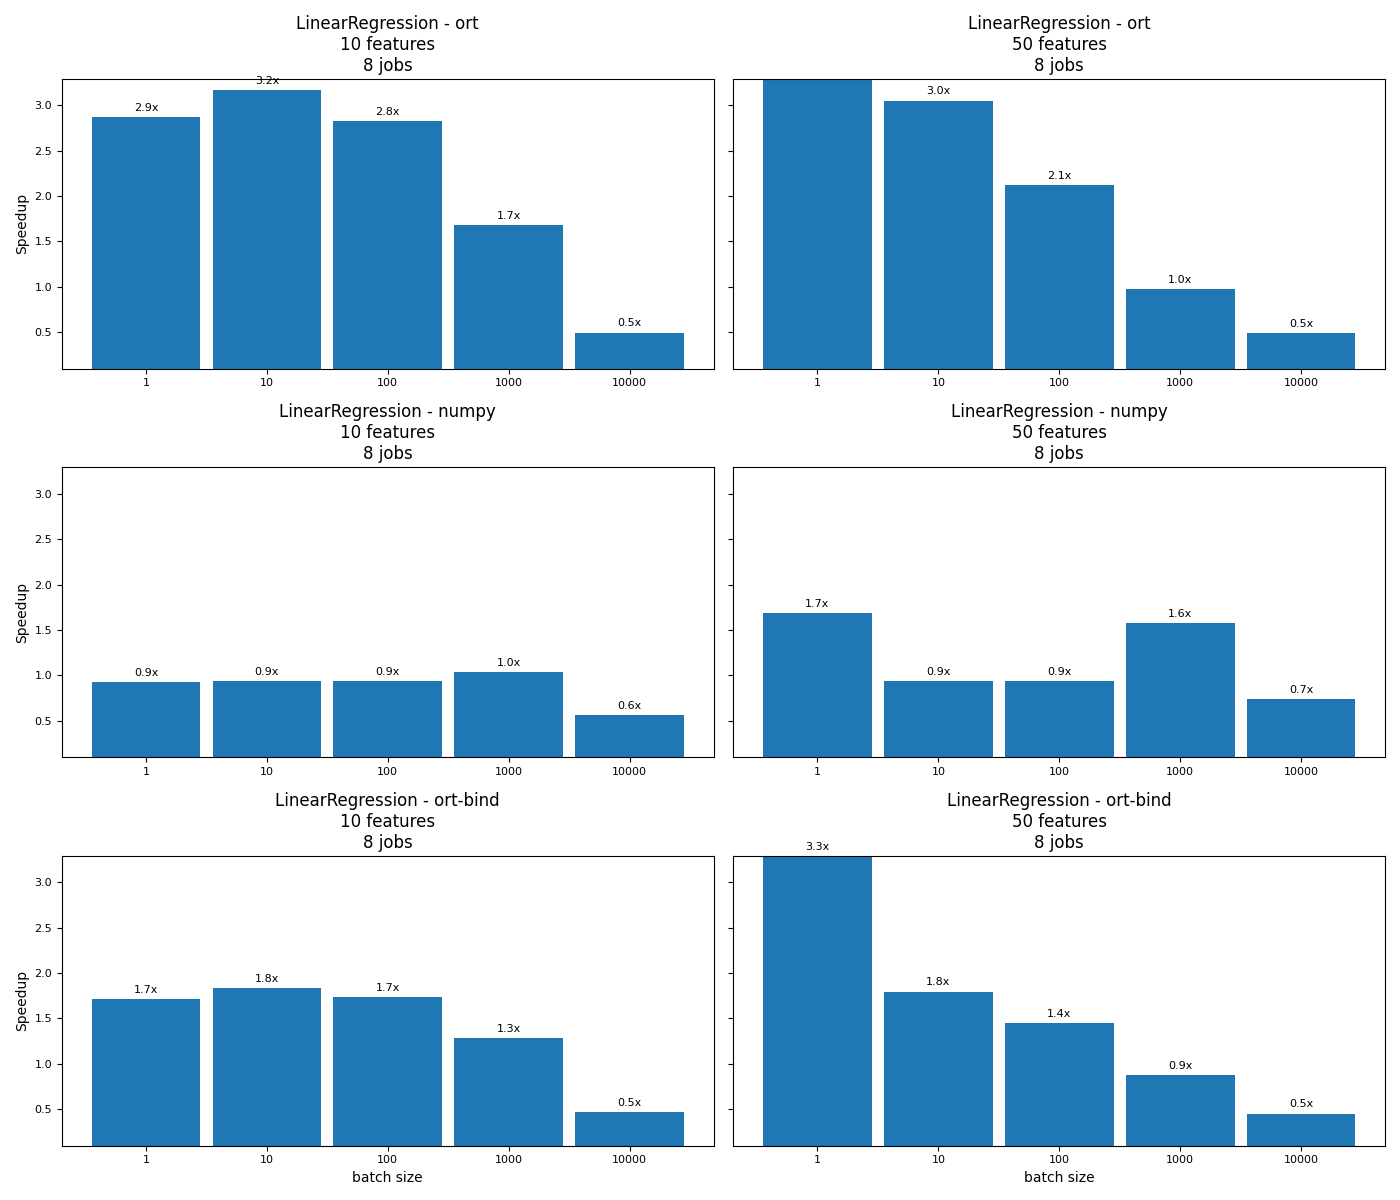 LinearRegression - ort
10 features
8 jobs
LinearRegression - ort
50 features
8 jobs
Speedup
3.0
2.5
2.0
1.5
1.0
0.5
2.9x
3.2x
2.8x
1.7x
0.5x
1 10 100 1000 10000
3.0x
2.1x
1.0x
0.5x
1 10 100 1000 10000
LinearRegression - numpy
10 features
8 jobs
LinearRegression - numpy
50 features
8 jobs
Speedup
3.0
2.5
2.0
1.5
1.0
0.5
0.9x
0.9x
0.9x
1.0x
0.6x
1 10 100 1000 10000
1.7x
0.9x
0.9x
1.6x
0.7x
1 10 100 1000 10000
LinearRegression - ort-bind
10 features
8 jobs
LinearRegression - ort-bind
50 features
8 jobs
Speedup
3.0
2.5
2.0
1.5
1.0
0.5
1.7x
1.8x
1.7x
1.3x
0.5x
1 10 100 1000 10000
batch size
3.3x
1.8x
1.4x
0.9x
0.5x
1 10 100 1000 10000
batch size